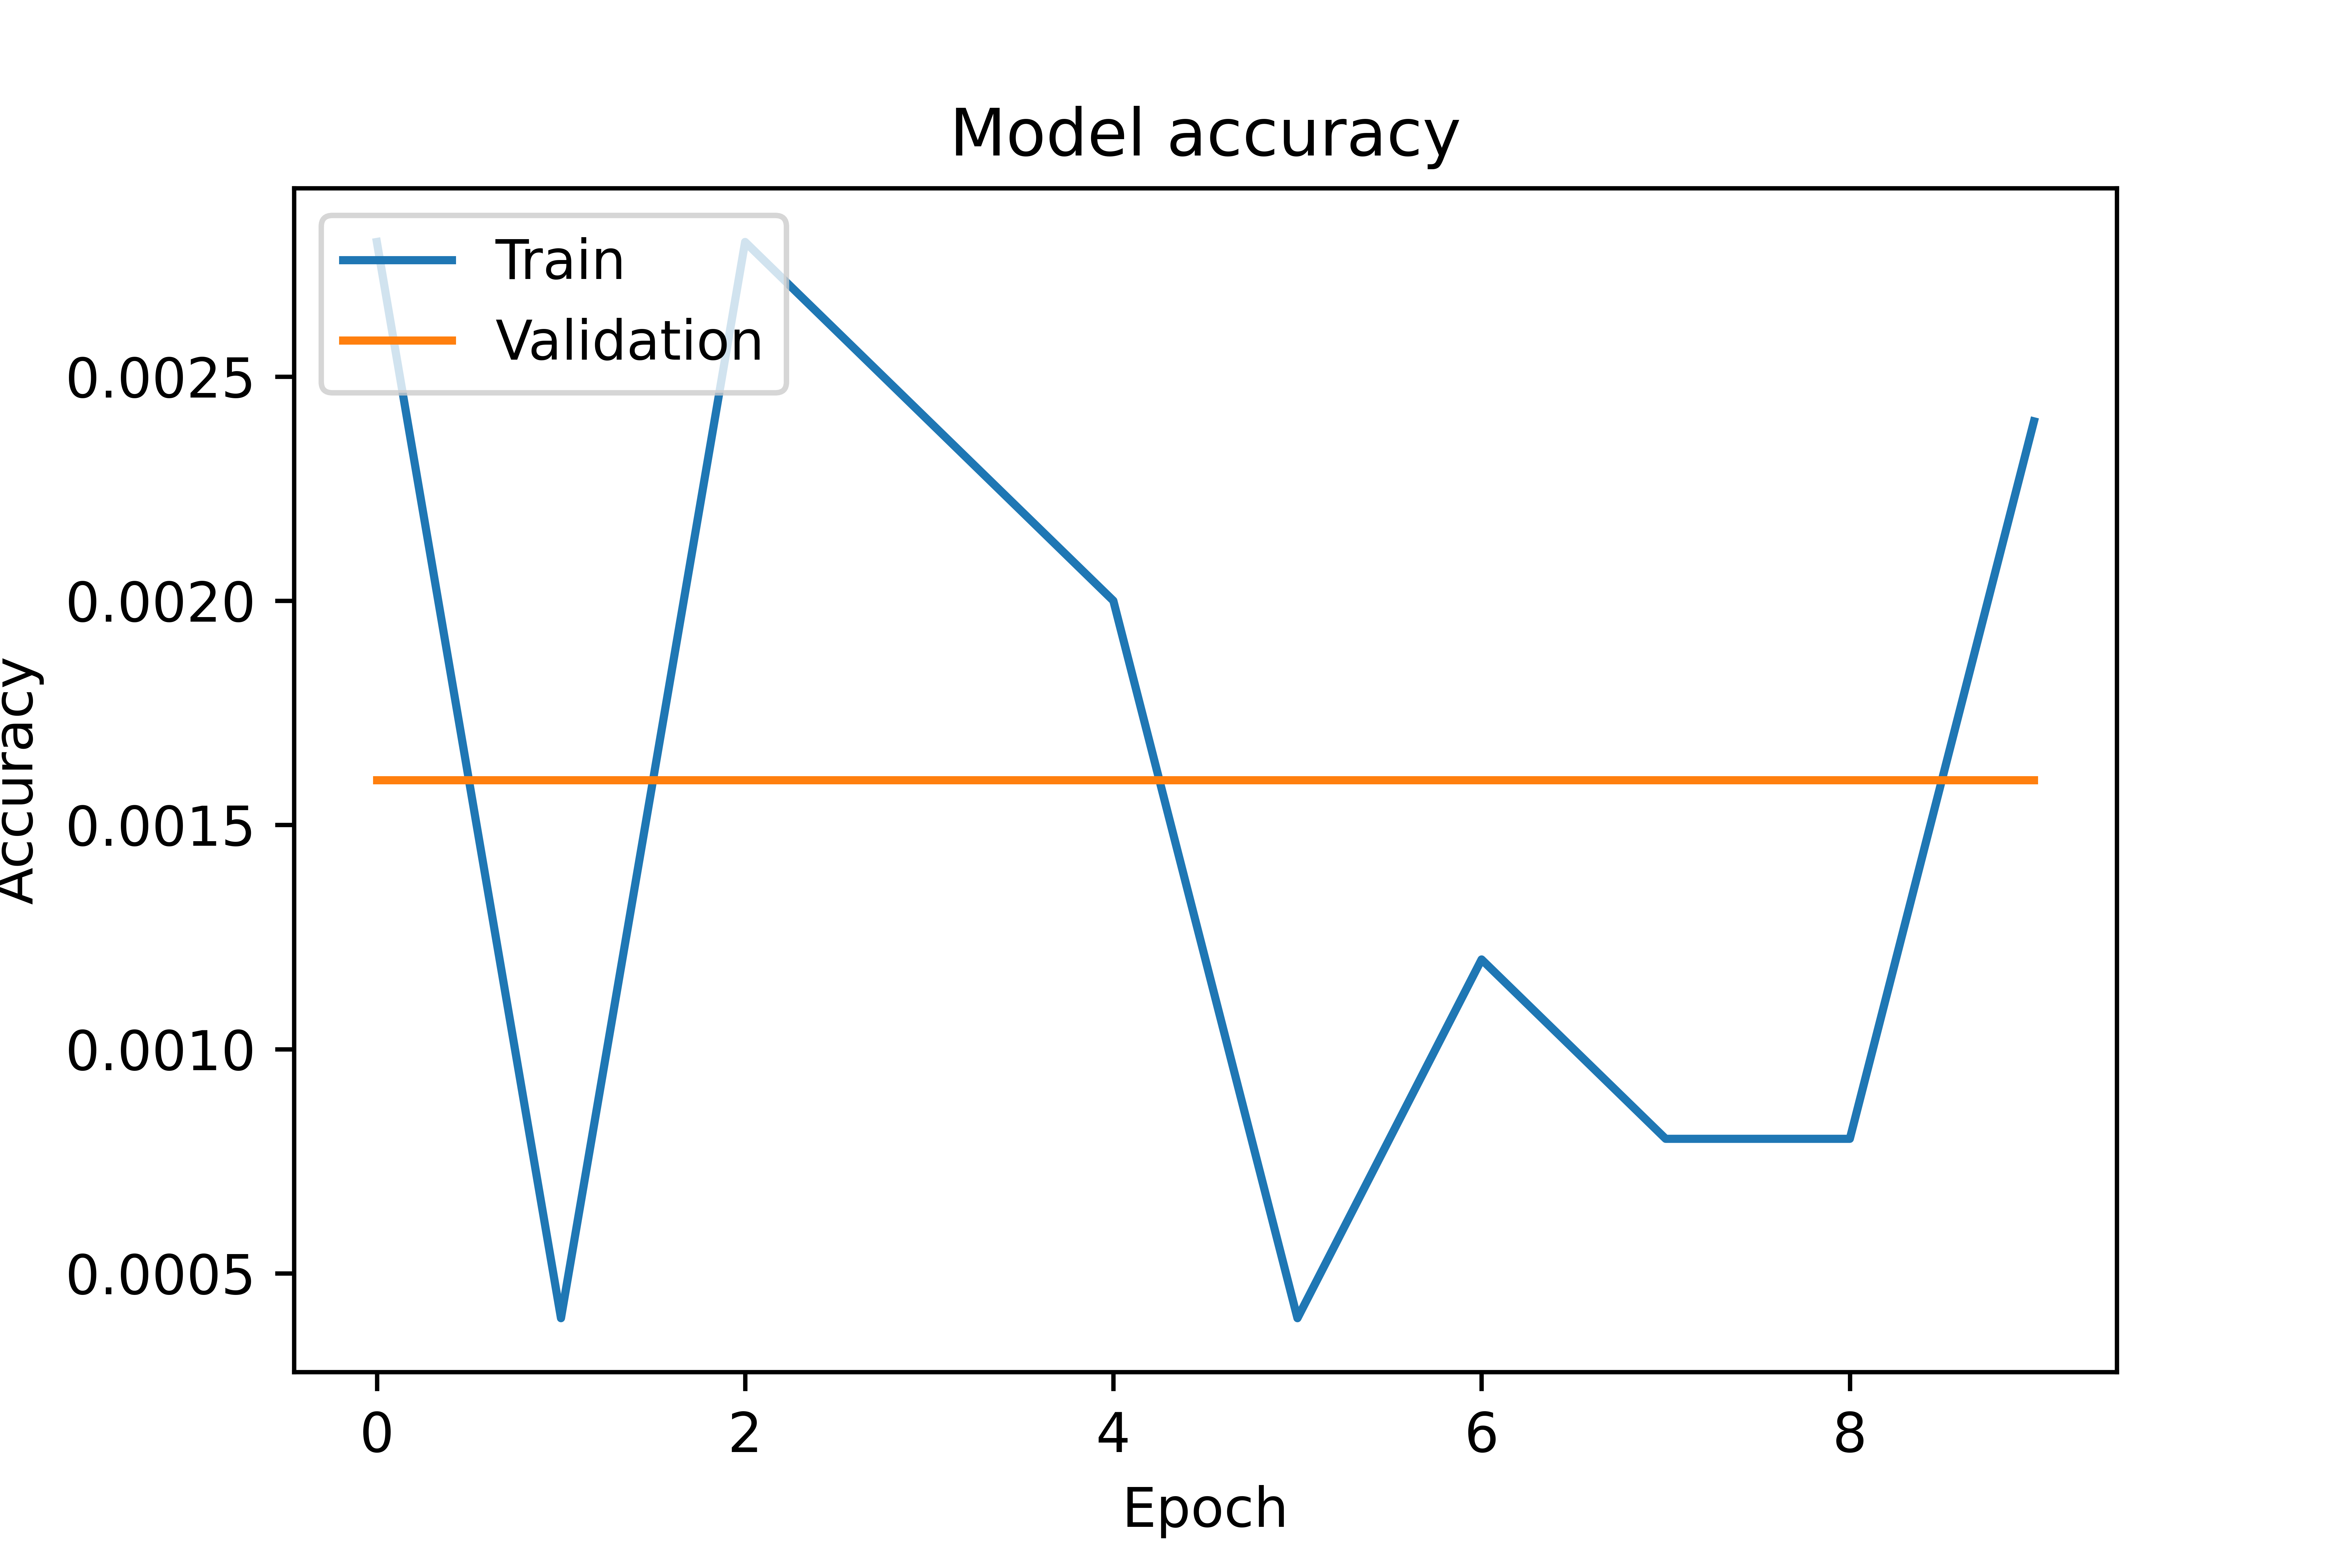 Model accuracy
Train
Validation
0.0025
0.0020
0.0015
0.0010
0.0005
Accuracy
0 2 4 6 8
Epoch